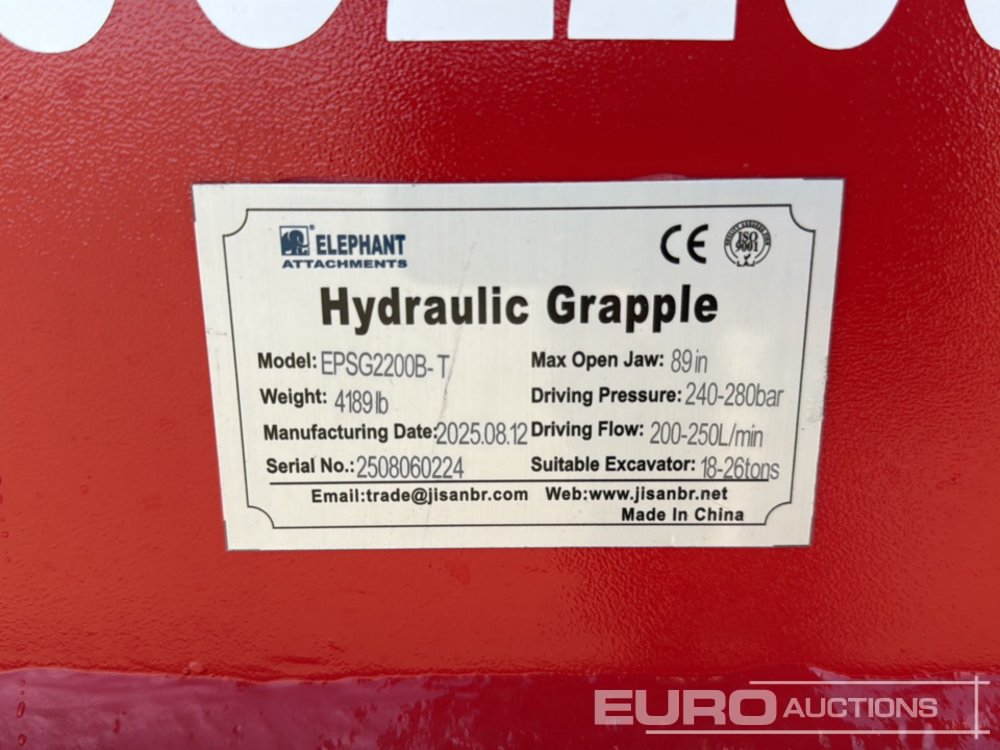 ELEPHANT
ATTACHMENTS
CE
ISO
9001
Hydraulic Grapple
Model: EPSG2200B-T
Max Open Jaw: 89in
Weight: 4189lb
Driving Pressure: 240-280bar
Manufacturing Date: 2025.08.12
Driving Flow: 200-250L/min
Serial No.: 2508060224
Suitable Excavator: 18-26tons
Email:trade@jisanbr.com Web:www.jisanbr.net
Made In China
EURO AUCTIONS